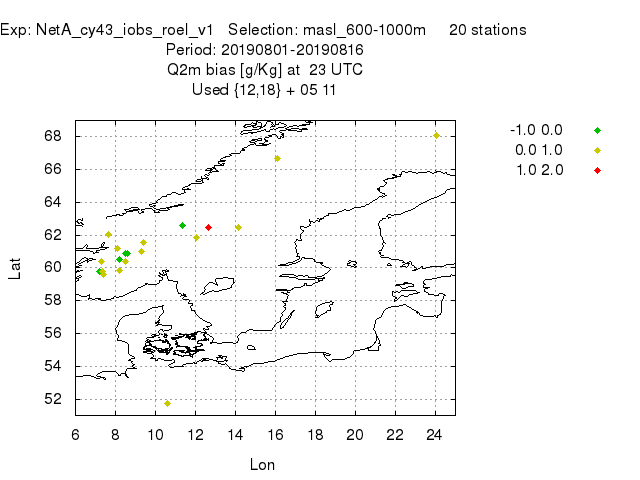 Exp: NetA_cy43_iobs_roel_v1 Selection: masl_600-1000m 20 stations
Period: 20190801-20190816
Q2m bias [g/Kg] at 23 UTC
Used {12,18} + 05 11
-1.0 0.0
0.0 1.0
1.0 2.0
Lat
68
66
64
62
60
58
56
54
52
6 8 10 12 14 16 18 20 22 24
Lon